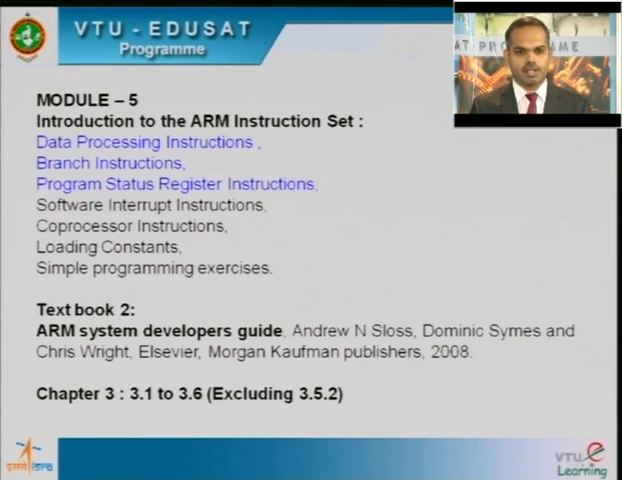 VTU - EDUSAT
Programme
AT PROGRAMME
MODULE – 5
Introduction to the ARM Instruction Set :
Data Processing Instructions ,
Branch Instructions,
Program Status Register Instructions,
Software Interrupt Instructions,
Coprocessor Instructions,
Loading Constants,
Simple programming exercises.
Text book 2:
ARM system developers guide, Andrew N Sloss, Dominic Symes and
Chris Wright, Elsevier, Morgan Kaufman publishers, 2008.
Chapter 3 : 3.1 to 3.6 (Excluding 3.5.2)
इसरो isro
VTU e
Learning